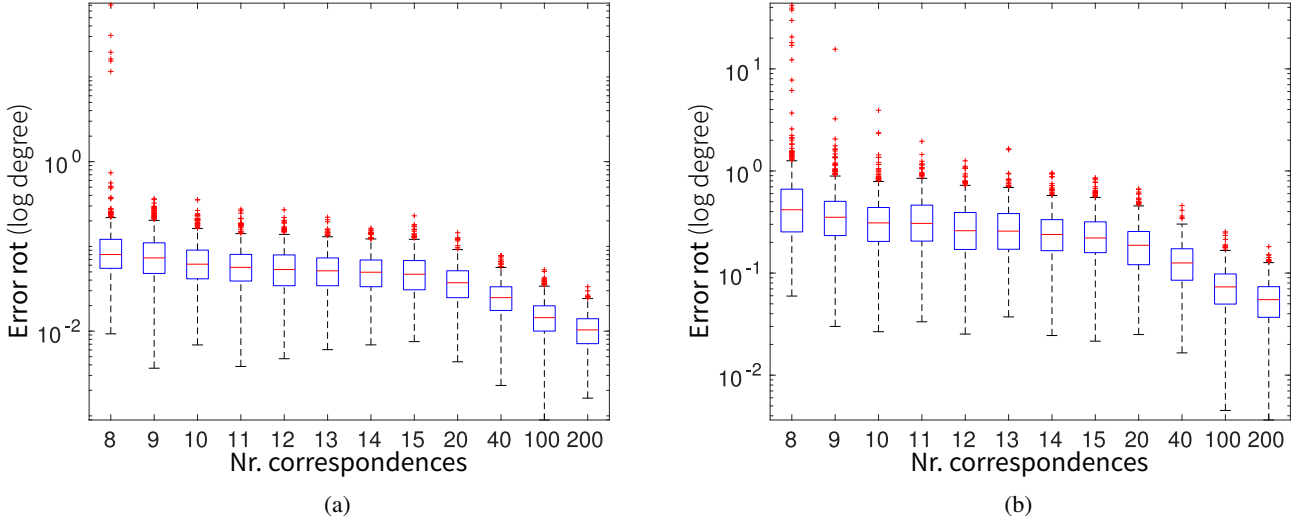 Error rot (log degree)
10^0
10^-2
8 9 10 11 12 13 14 15 20 40 100 200
Nr. correspondences
(a)
Error rot (log degree)
10^1
10^0
10^-1
10^-2
8 9 10 11 12 13 14 15 20 40 100 200
Nr. correspondences
(b)